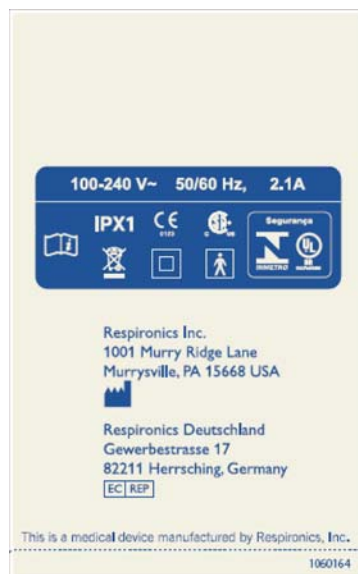 100-240 V~ 50/60 Hz, 2.1A
IPX1 CE
0123
Segurança
INMETRO
UL
BR
Respironics Inc.
1001 Murry Ridge Lane
Murrysville, PA 15668 USA
Respironics Deutschland
Gewerbestrasse 17
82211 Herrsching, Germany
EC REP
This is a medical device manufactured by Respironics, Inc.
1060164